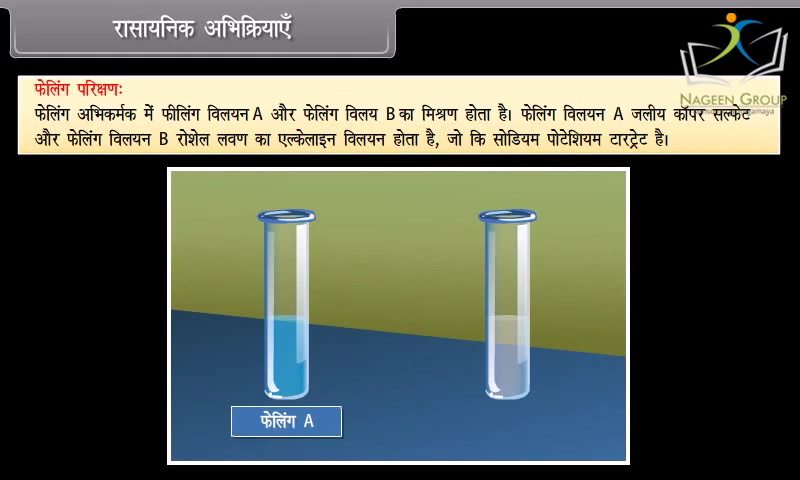 रासायनिक अभिक्रियाएँ
NAGEEN GROUP
फेलिंग परिक्षणः
फेलिंग अभिकर्मक में फीलिंग विलयन A और फेलिंग विलय B का मिश्रण होता है। फेलिंग विलयन A जलीय कॉपर सल्फेट
और फेलिंग विलयन B रोशेल लवण का एल्केलाइन विलयन होता है, जो कि सोडियम पोटेशियम टारट्रेट है।
फेलिंग A